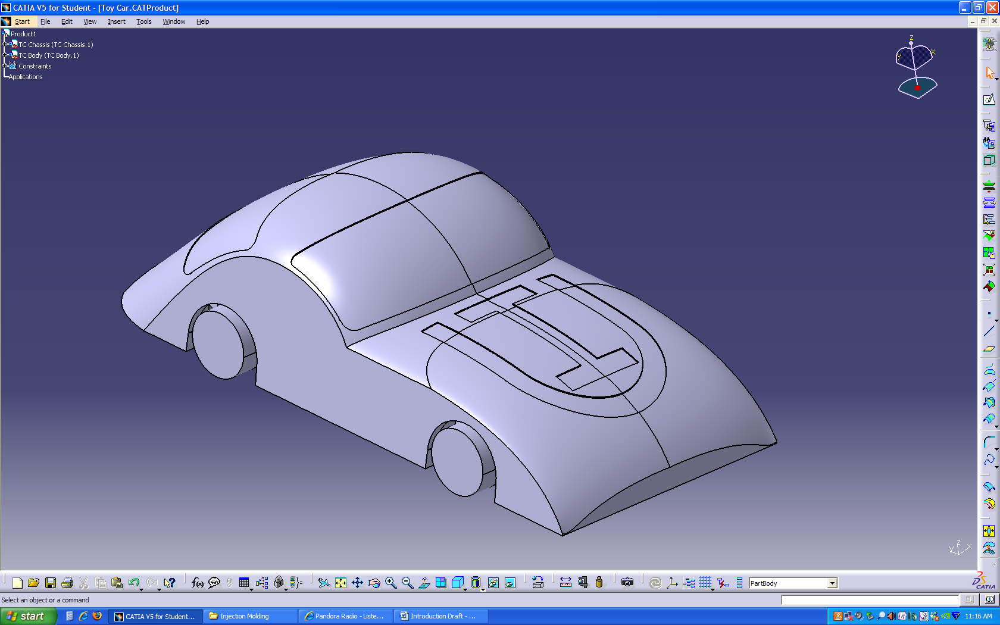 CATIA V5 for Student - [Toy Car.CATProduct]
Start File Edit View Insert Tools Window Help
Product1
TC Chassis (TC Chassis.1)
TC Body (TC Body.1)
Constraints
Applications
z
y x
z
y x
f(x)
PartBody
DS
CATIA
Select an object or a command
start CATIA V5 for Student... Injection Molding Pandora Radio - Liste... Introduction Draft - ... 11:16 AM